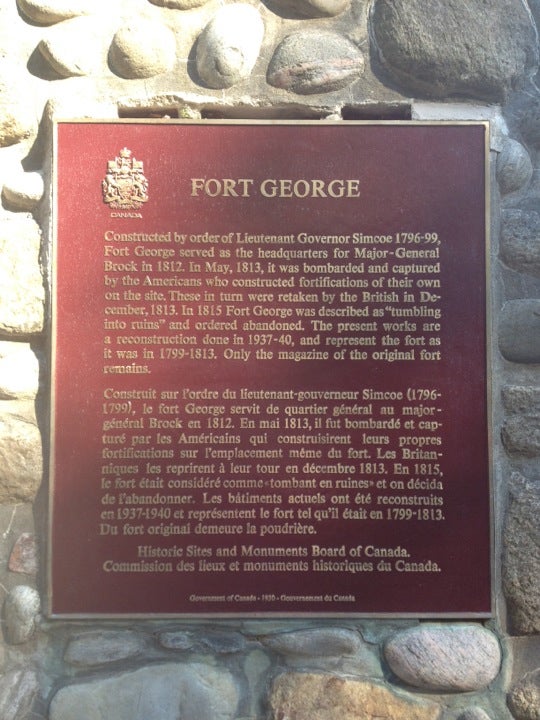 CANADA
FORT GEORGE
Constructed by order of Lieutenant Governor Simcoe 1796-99,
Fort George served as the headquarters for Major-General
Brock in 1812. In May, 1813, it was bombarded and captured
by the Americans who constructed fortifications of their own
on the site. These in turn were retaken by the British in De-
cember, 1813. In 1815 Fort George was described as "tumbling
into ruins" and ordered abandoned. The present works are
a reconstruction done in 1937-40, and represent the fort as
it was in 1799-1813. Only the magazine of the original fort
remains.
Construit sur l'ordre du lieutenant-gouverneur Simcoe (1796-
1799), le fort George servit de quartier général au major-
général Brock en 1812. En mai 1813, il fut bombardé et cap-
turé par les Américains qui construisirent leurs propres
fortifications sur l'emplacement même du fort. Les Britan-
niques les reprirent à leur tour en décembre 1813. En 1815,
le fort était considéré comme «tombant en ruines» et on décida
de l'abandonner. Les bâtiments actuels ont été reconstruits
en 1937-1940 et représentent le fort tel qu'il était en 1799-1813.
Du fort original demeure la poudrière.
Historic Sites and Monuments Board of Canada.
Commission des lieux et monuments historiques du Canada.
Government of Canada - 1920 - Gouvernement du Canada